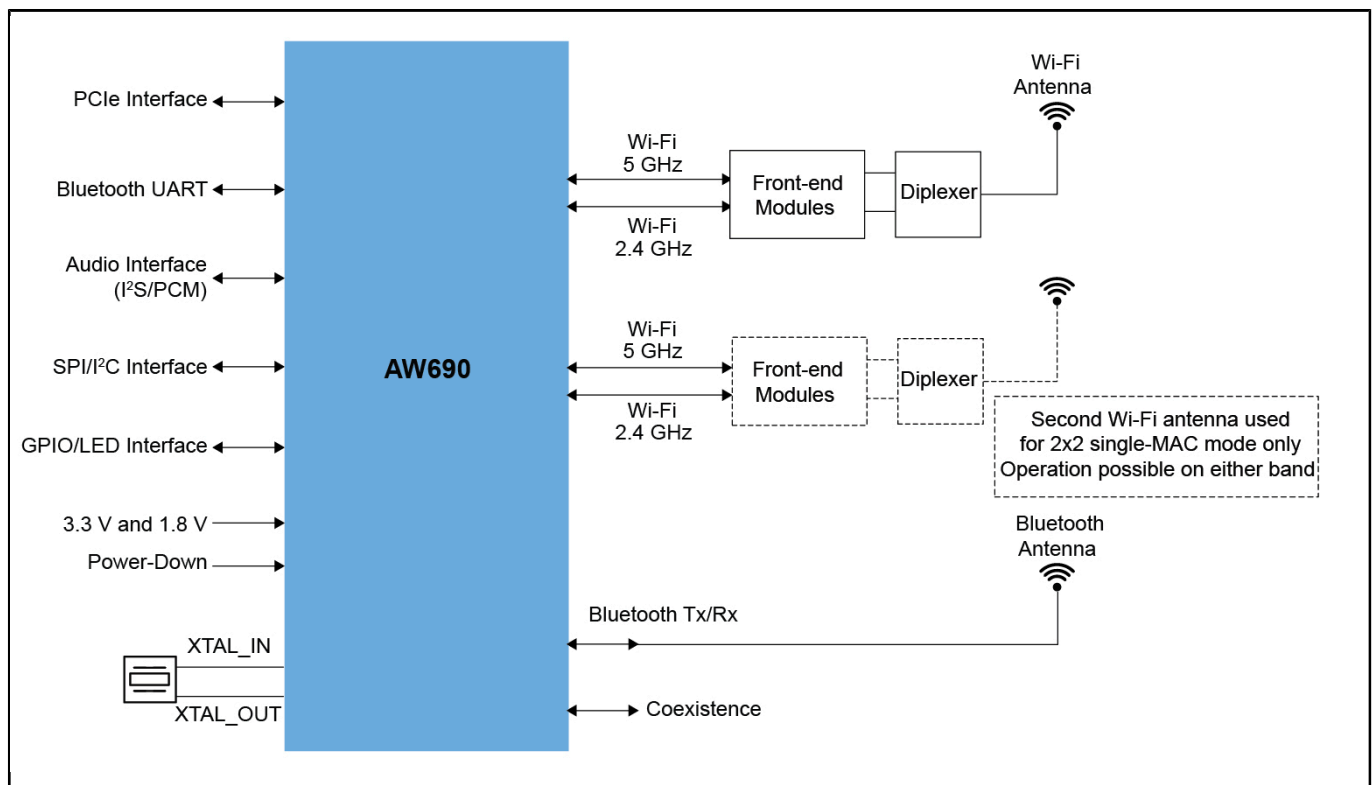 PCIe Interface
Bluetooth UART
Audio Interface
(I²S/PCM)
SPI/I²C Interface
GPIO/LED Interface
3.3 V and 1.8 V
Power-Down
XTAL_IN
XTAL_OUT
AW690
Wi-Fi
5 GHz
Wi-Fi
2.4 GHz
Front-end
Modules
Diplexer
Wi-Fi
Antenna
Wi-Fi
5 GHz
Wi-Fi
2.4 GHz
Front-end
Modules
Diplexer
Second Wi-Fi antenna used
for 2x2 single-MAC mode only
Operation possible on either band
Bluetooth
Antenna
Bluetooth Tx/Rx
Coexistence